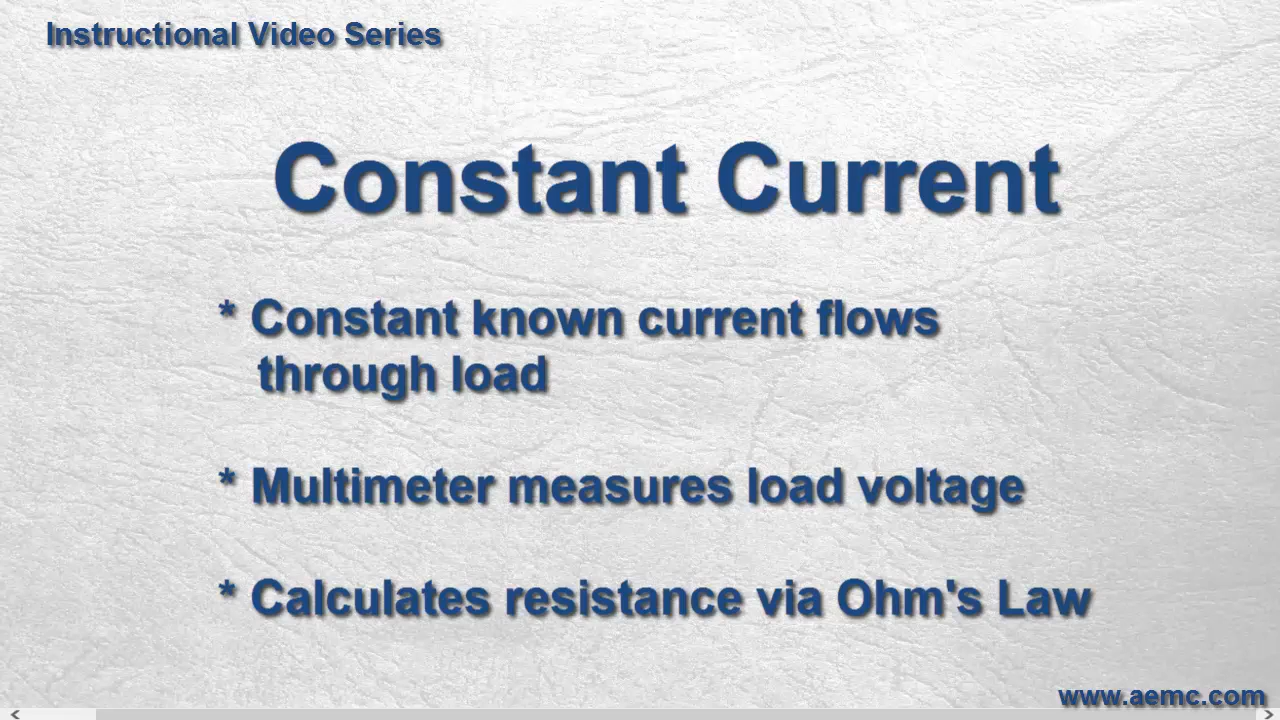 Instructional Video Series
Constant Current
* Constant known current flows
through load
* Multimeter measures load voltage
* Calculates resistance via Ohm's Law
www.aemc.com